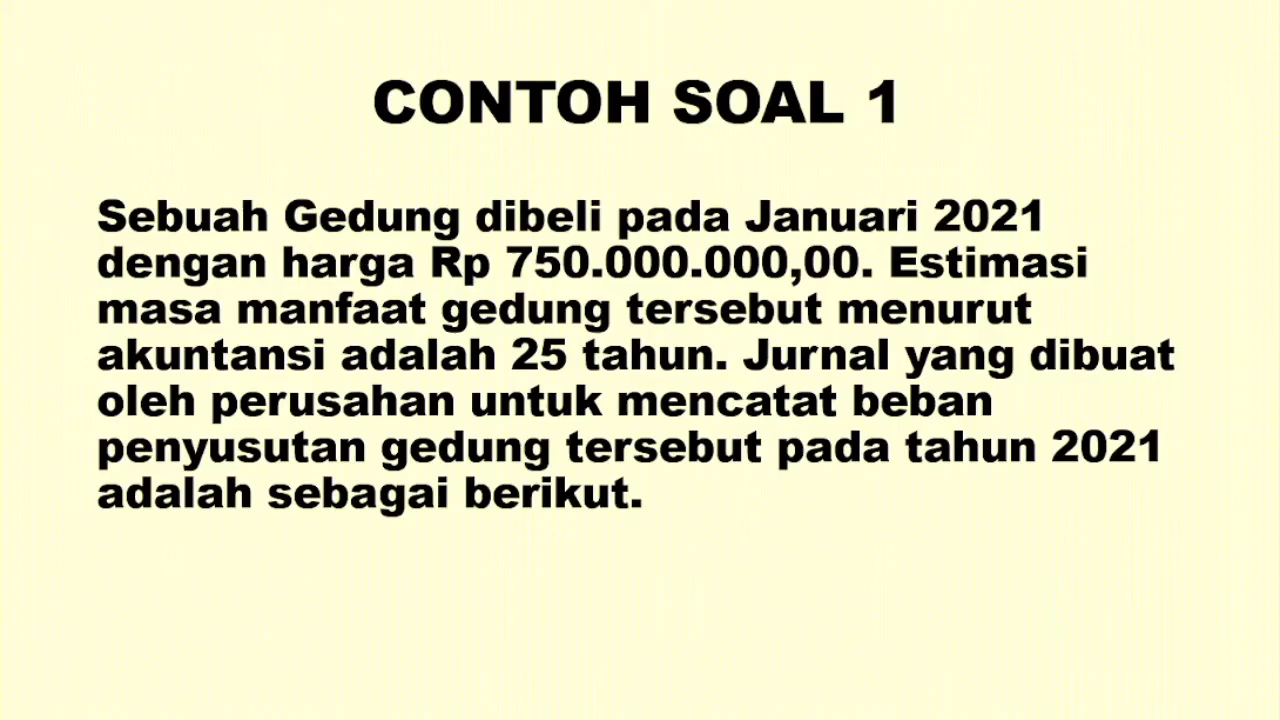 CONTOH SOAL 1
Sebuah Gedung dibeli pada Januari 2021
dengan harga Rp 750.000.000,00. Estimasi
masa manfaat gedung tersebut menurut
akuntansi adalah 25 tahun. Jurnal yang dibuat
oleh perusahan untuk mencatat beban
penyusutan gedung tersebut pada tahun 2021
adalah sebagai berikut.